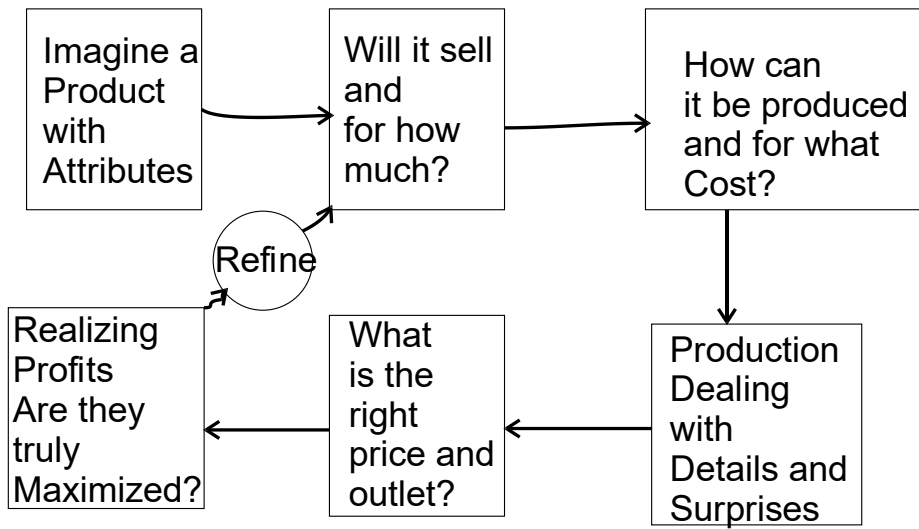 Imagine a
Product
with
Attributes
Will it sell
and
for how
much?
How can
it be produced
and for what
Cost?
Refine
Realizing
Profits
Are they
truly
Maximized?
What
is the
right
price and
outlet?
Production
Dealing
with
Details and
Surprises